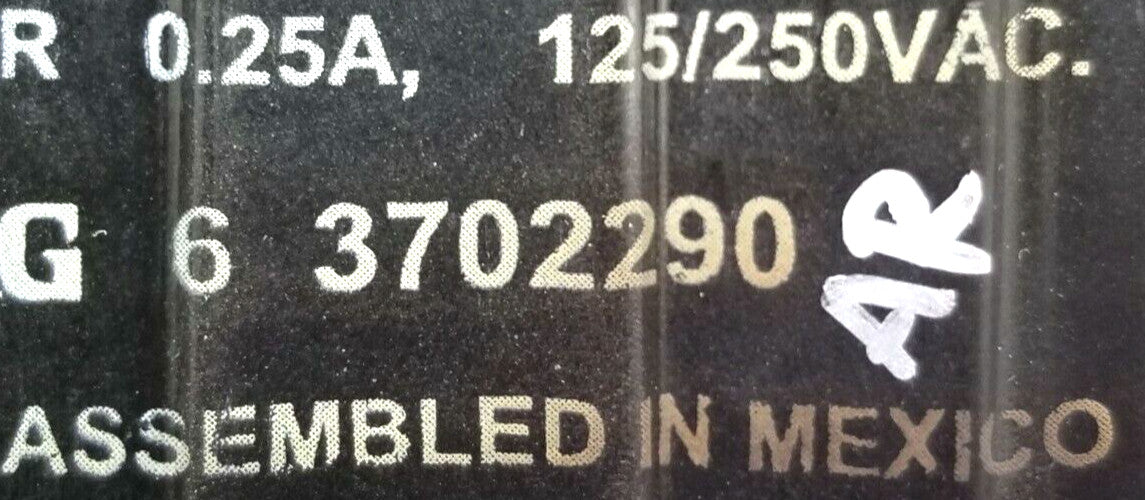 R 0.25A, 125/250VAC.
G 6 3702290
AR
ASSEMBLED IN MEXICO